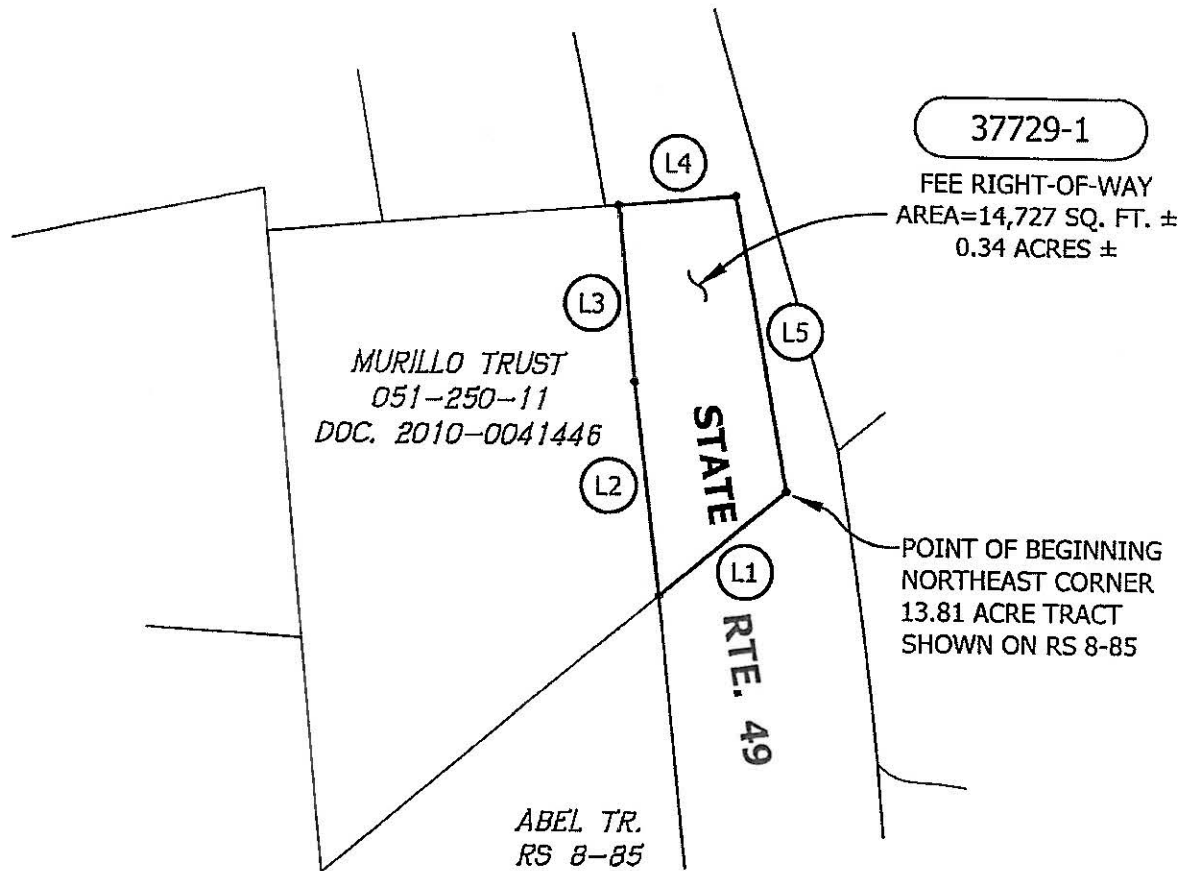 37729-1
FEE RIGHT-OF-WAY
AREA=14,727 SQ. FT. ±
0.34 ACRES ±
L4
L3
L5
MURILLO TRUST
051-250-11
DOC. 2010-0041446
L2
STATE
RTE. 49
L1
POINT OF BEGINNING
NORTHEAST CORNER
13.81 ACRE TRACT
SHOWN ON RS 8-85
ABEL TR.
RS 8-85